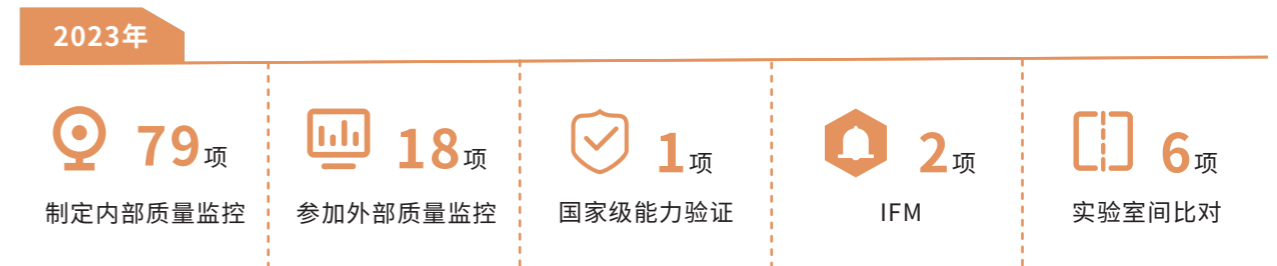 2023年
79项
制定内部质量监控
18项
参加外部质量监控
1项
国家级能力验证
2项
IFM
6项
实验室间比对